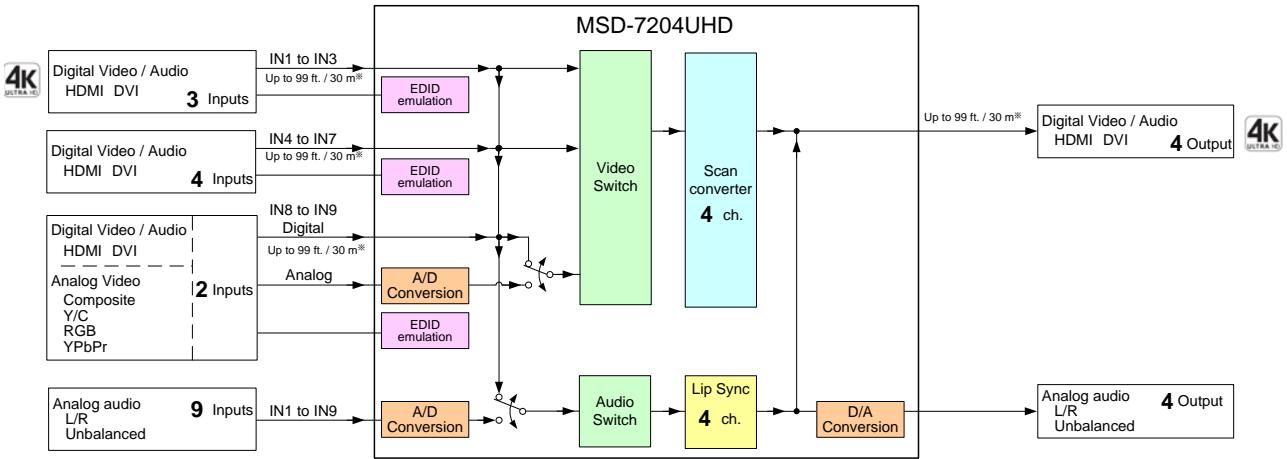 MSD-7204UHD
4K
ULTRA HD
Digital Video / Audio
HDMI DVI
3 Inputs
IN1 to IN3
Up to 99 ft. / 30 m※
EDID
emulation
Digital Video / Audio
HDMI DVI
4 Inputs
IN4 to IN7
Up to 99 ft. / 30 m※
EDID
emulation
Digital Video / Audio
HDMI DVI
Analog Video
Composite
Y/C
RGB
YPbPr
2 Inputs
IN8 to IN9
Digital
Up to 99 ft. / 30 m※
Analog
A/D
Conversion
EDID
emulation
Analog audio
L/R
Unbalanced
9 Inputs
IN1 to IN9
A/D
Conversion
Video
Switch
Scan
converter
4 ch.
Audio
Switch
Lip Sync
4 ch.
D/A
Conversion
Up to 99 ft. / 30 m※
Digital Video / Audio
HDMI DVI
4 Output
4K
ULTRA HD
Analog audio
L/R
Unbalanced
4 Output